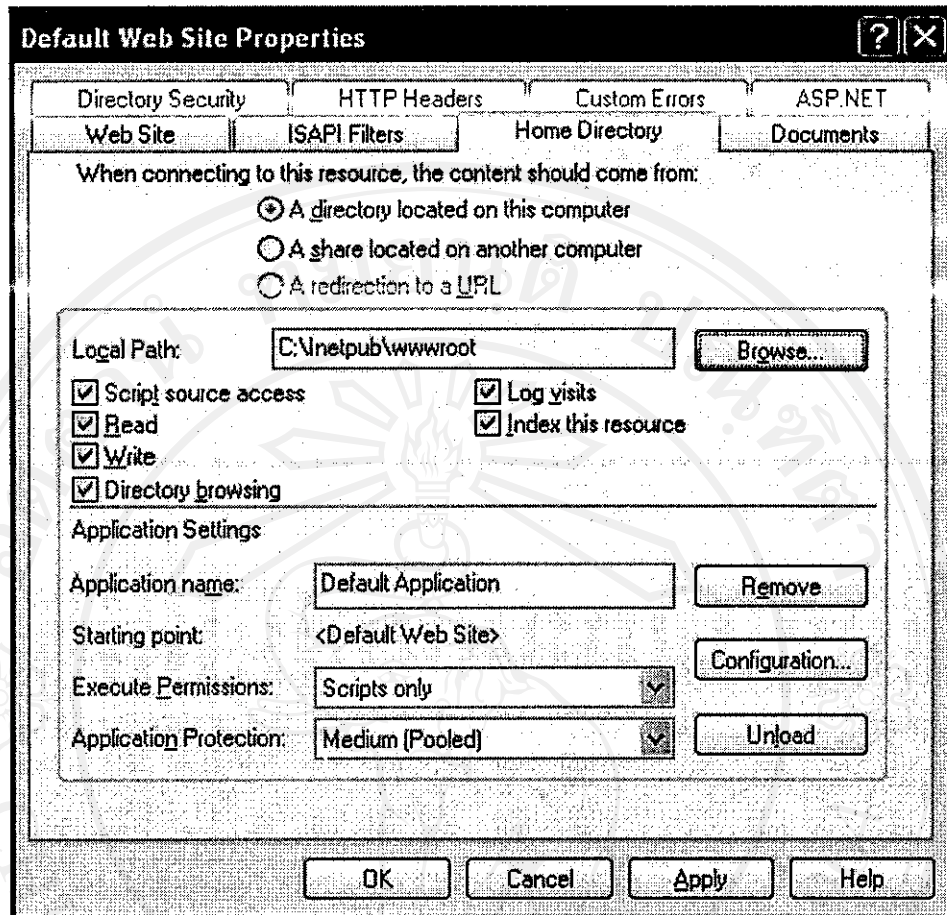 Default Web Site Properties
Directory Security HTTP Headers Custom Errors ASP.NET
Web Site ISAPI Filters Home Directory Documents
When connecting to this resource, the content should come from:
A directory located on this computer
A share located on another computer
A redirection to a URL
Local Path: C:\Inetpub\wwwroot Browse...
Script source access Log visits
Read Index this resource
Write
Directory browsing
Application Settings
Application name: Default Application Remove
Starting point: <Default Web Site>
Configuration...
Execute Permissions: Scripts only
Application Protection: Medium (Pooled) Unload
OK Cancel Apply Help